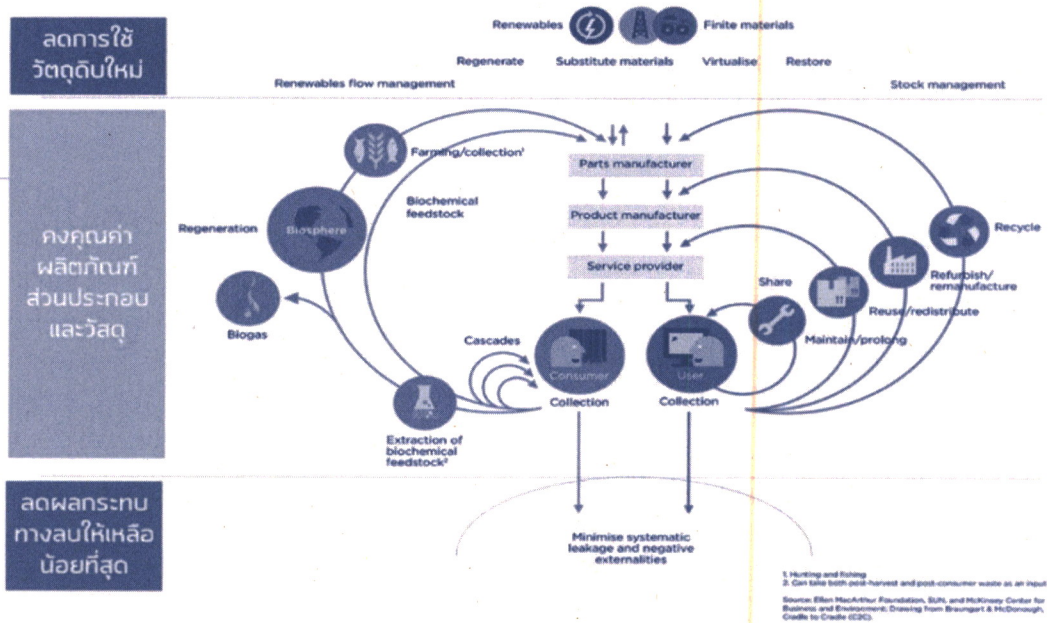 ลดการใช้
วัตถุดิบใหม่
Renewables
Finite materials
Regenerate
Substitute materials
Virtualise
Restore
Renewables flow management
Stock management
คงคุณค่า
ผลิตภัณฑ์
ส่วนประกอบ
และวัสดุ
Farming/collection¹
Biochemical
feedstock
Regeneration
Biosphere
Biogas
Cascades
Extraction of
biochemical
feedstock²
Parts manufacturer
Product manufacturer
Service provider
Consumer
Collection
User
Collection
Share
Maintain/prolong
Reuse/redistribute
Refurbish/
remanufacture
Recycle
ลดผลกระทบ
ทางลบให้เหลือ
น้อยที่สุด
Minimise systematic
leakage and negative
externalities
1. Hunting and fishing
2. Can take both post-harvest and post-consumer waste as an input
Source: Ellen MacArthur Foundation, SUN, and McKinsey Center for
Business and Environment; Drawing from Braungart & McDonough,
Cradle to Cradle (C2C).